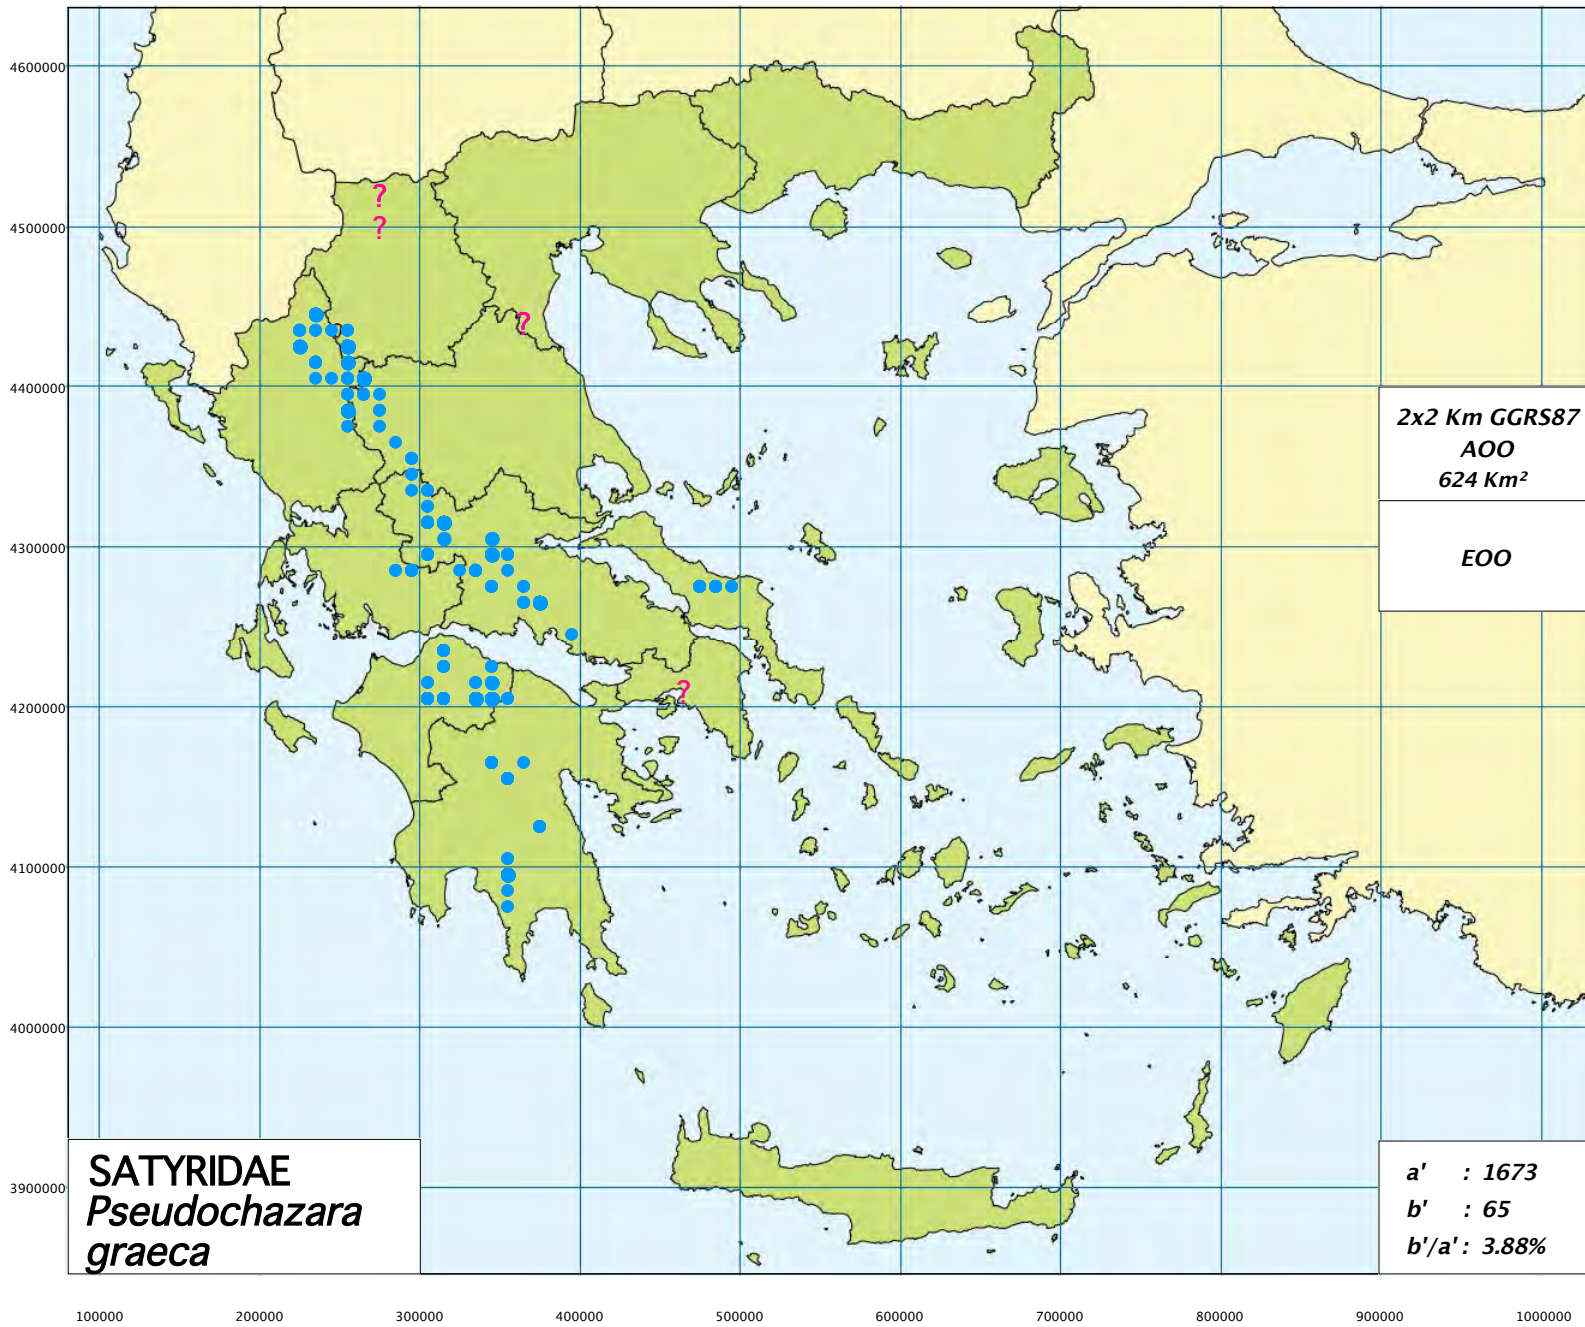 4600000
?
?
4500000
?
4400000
2x2 Km GGRS87
AOO
624 Km²
4300000
EOO
?
4200000
4100000
4000000
SATYRIDAE
Pseudochazara
graeca
3900000
a' : 1673
b' : 65
b'/a' : 3.88%
100000 200000 300000 400000 500000 600000 700000 800000 900000 1000000